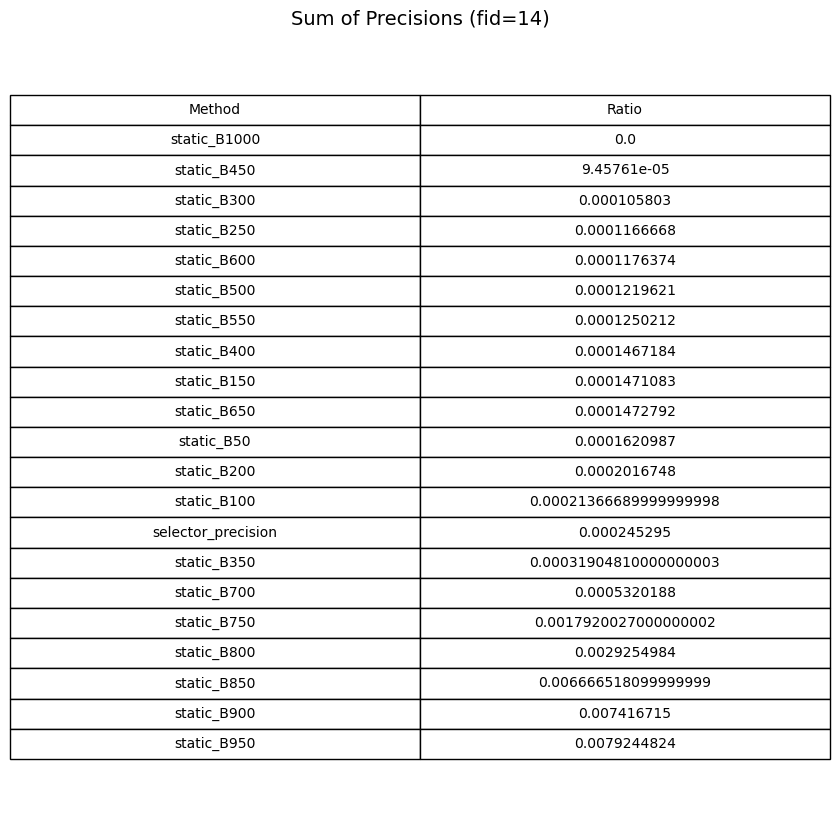 Sum of Precisions (fid=14)
Method Ratio
static_B1000 0.0
static_B450 9.45761e-05
static_B300 0.000105803
static_B250 0.0001166668
static_B600 0.0001176374
static_B500 0.0001219621
static_B550 0.0001250212
static_B400 0.0001467184
static_B150 0.0001471083
static_B650 0.0001472792
static_B50 0.0001620987
static_B200 0.0002016748
static_B100 0.00021366689999999998
selector_precision 0.000245295
static_B350 0.00031904810000000003
static_B700 0.0005320188
static_B750 0.0017920027000000002
static_B800 0.0029254984
static_B850 0.006666518099999999
static_B900 0.007416715
static_B950 0.0079244824